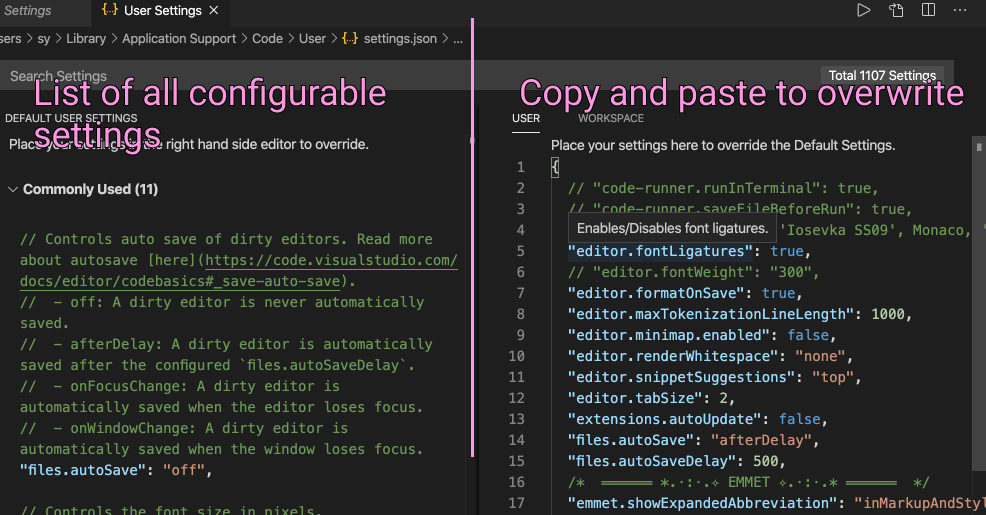 Settings
{..} User Settings ×
sers > sy > Library > Application Support > Code > User > {..} settings.json > ...
Search Settings
Total 1107 Settings
List of all configurable
settings
Copy and paste to overwrite
DEFAULT USER SETTINGS
Place your settings in the right hand side editor to override.
Commonly Used (11)
// Controls auto save of dirty editors. Read more
about autosave [here](https://code.visualstudio.com/
docs/editor/codebasics#_save-auto-save).
//  - off: A dirty editor is never automatically
saved.
//  - afterDelay: A dirty editor is automatically
saved after the configured `files.autoSaveDelay`.
//  - onFocusChange: A dirty editor is
automatically saved when the editor loses focus.
//  - onWindowChange: A dirty editor is
automatically saved when the window loses focus.
"files.autoSave": "off",
// Controls the font size in pixels.
USER WORKSPACE
Place your settings here to override the Default Settings.
1 {
2 // "code-runner.runInTerminal": true,
3 // "code-runner.saveFileBeforeRun": true,
Enables/Disables font ligatures.
4 'Iosevka SS09', Monaco,
5 "editor.fontLigatures": true,
6 // "editor.fontWeight": "300",
7 "editor.formatOnSave": true,
8 "editor.maxTokenizationLineLength": 1000,
9 "editor.minimap.enabled": false,
10 "editor.renderWhitespace": "none",
11 "editor.snippetSuggestions": "top",
12 "editor.tabSize": 2,
13 "extensions.autoUpdate": false,
14 "files.autoSave": "afterDelay",
15 "files.autoSaveDelay": 500,
16 /* ══════ *.·:·.✧ EMMET ✧.·:·.* ══════ */
17 "emmet.showExpandedAbbreviation": "inMarkupAndStyl